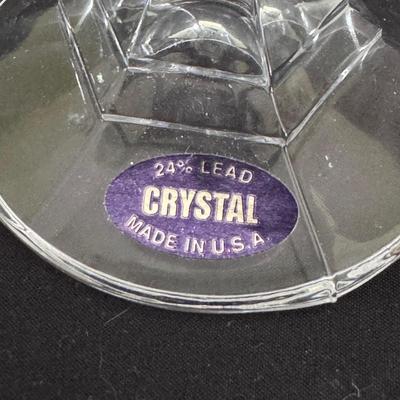 24% LEAD
CRYSTAL
MADE IN U.S.A.